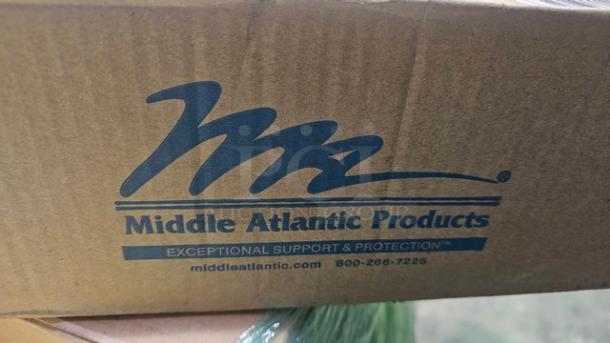 Middle Atlantic Products
EXCEPTIONAL SUPPORT & PROTECTION™
middleatlantic.com 800-266-7225